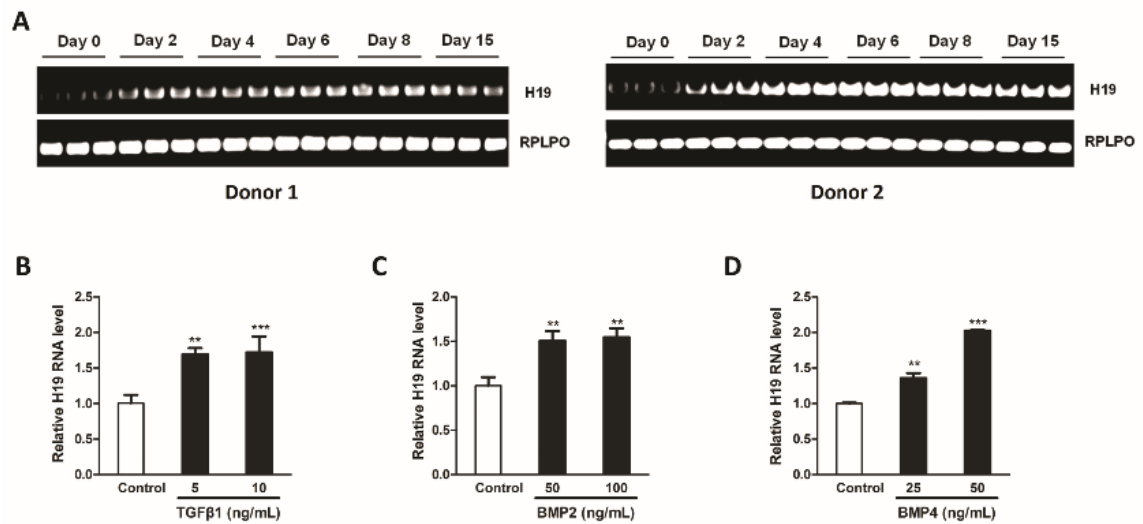 A
Day 0 Day 2 Day 4 Day 6 Day 8 Day 15
H19
RPLPO
Donor 1
Day 0 Day 2 Day 4 Day 6 Day 8 Day 15
H19
RPLPO
Donor 2
B
Relative H19 RNA level
2.5
2.0
1.5
1.0
0.5
0.0
** ***
Control 5 10
TGFβ1 (ng/mL)
C
Relative H19 RNA level
2.0
1.5
1.0
0.5
0.0
** **
Control 50 100
BMP2 (ng/mL)
D
Relative H19 RNA level
2.5
2.0
1.5
1.0
0.5
0.0
** ***
Control 25 50
BMP4 (ng/mL)